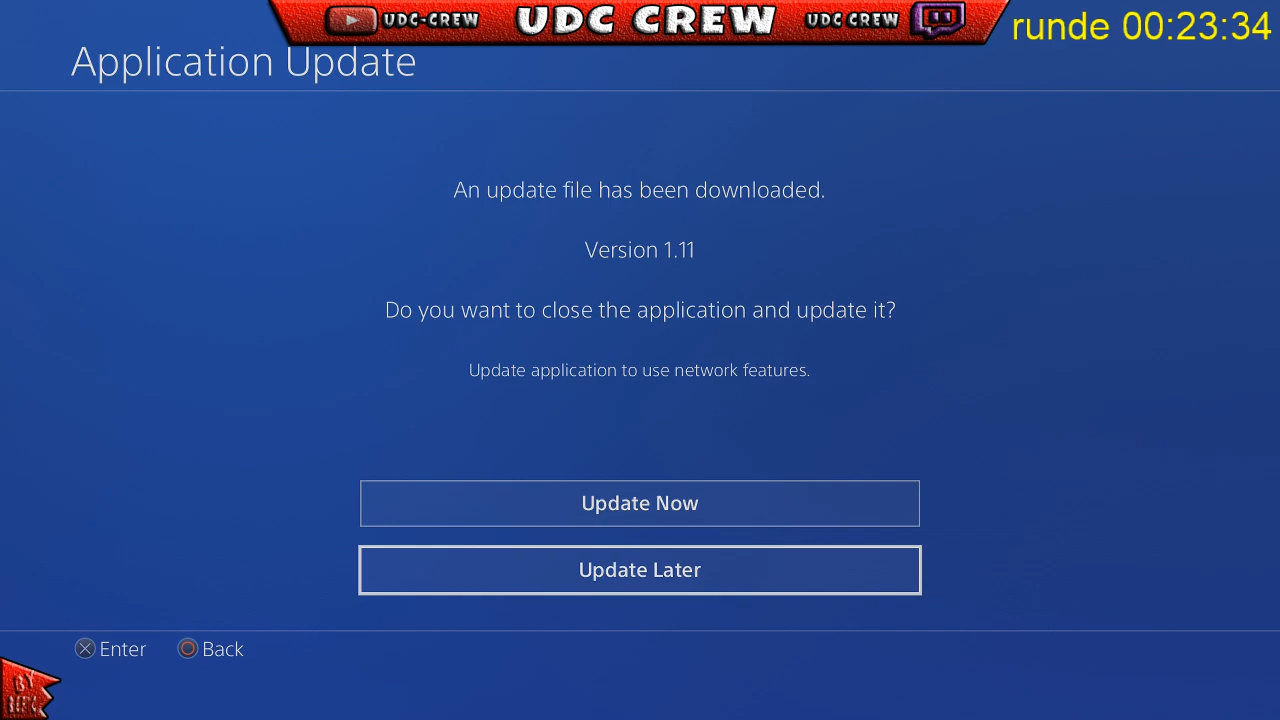 UDC-CREW UDC CREW UDC CREW runde 00:23:34
Application Update
An update file has been downloaded.
Version 1.11
Do you want to close the application and update it?
Update application to use network features.
Update Now
Update Later
Enter Back
BY